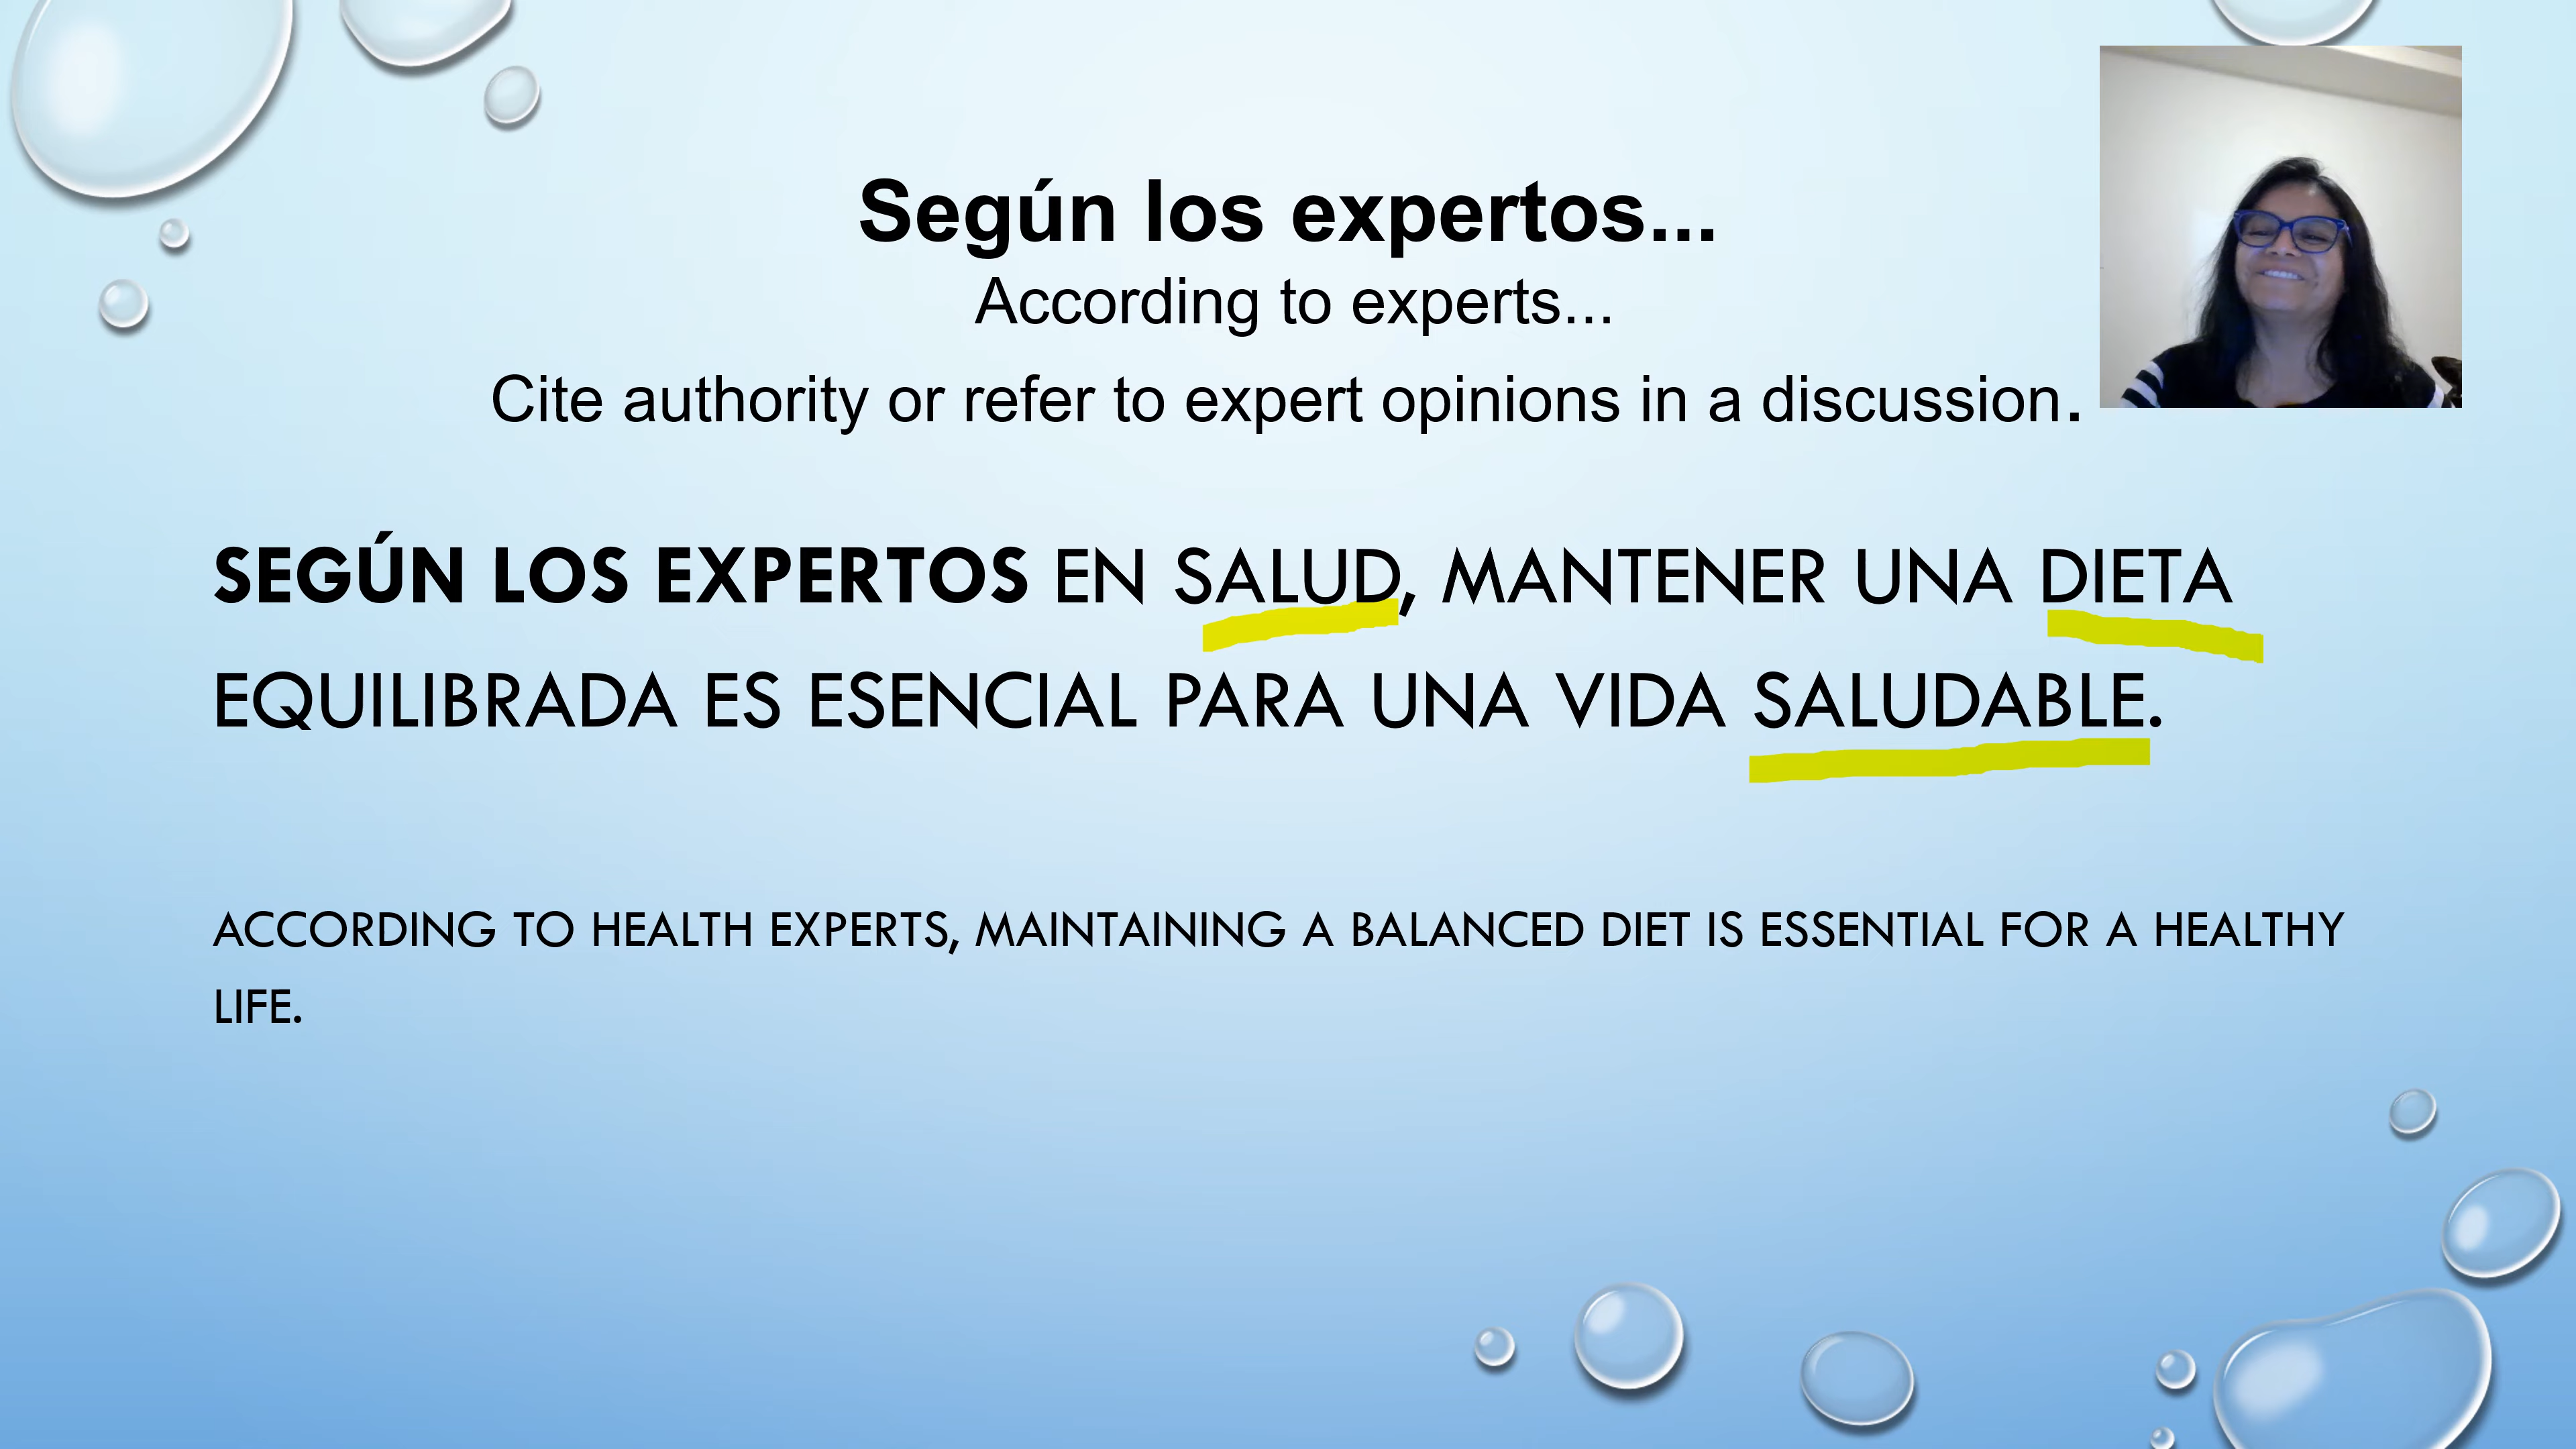 Según los expertos...
According to experts...
Cite authority or refer to expert opinions in a discussion.
SEGÚN LOS EXPERTOS EN SALUD, MANTENER UNA DIETA
EQUILIBRADA ES ESENCIAL PARA UNA VIDA SALUDABLE.
ACCORDING TO HEALTH EXPERTS, MAINTAINING A BALANCED DIET IS ESSENTIAL FOR A HEALTHY
LIFE.